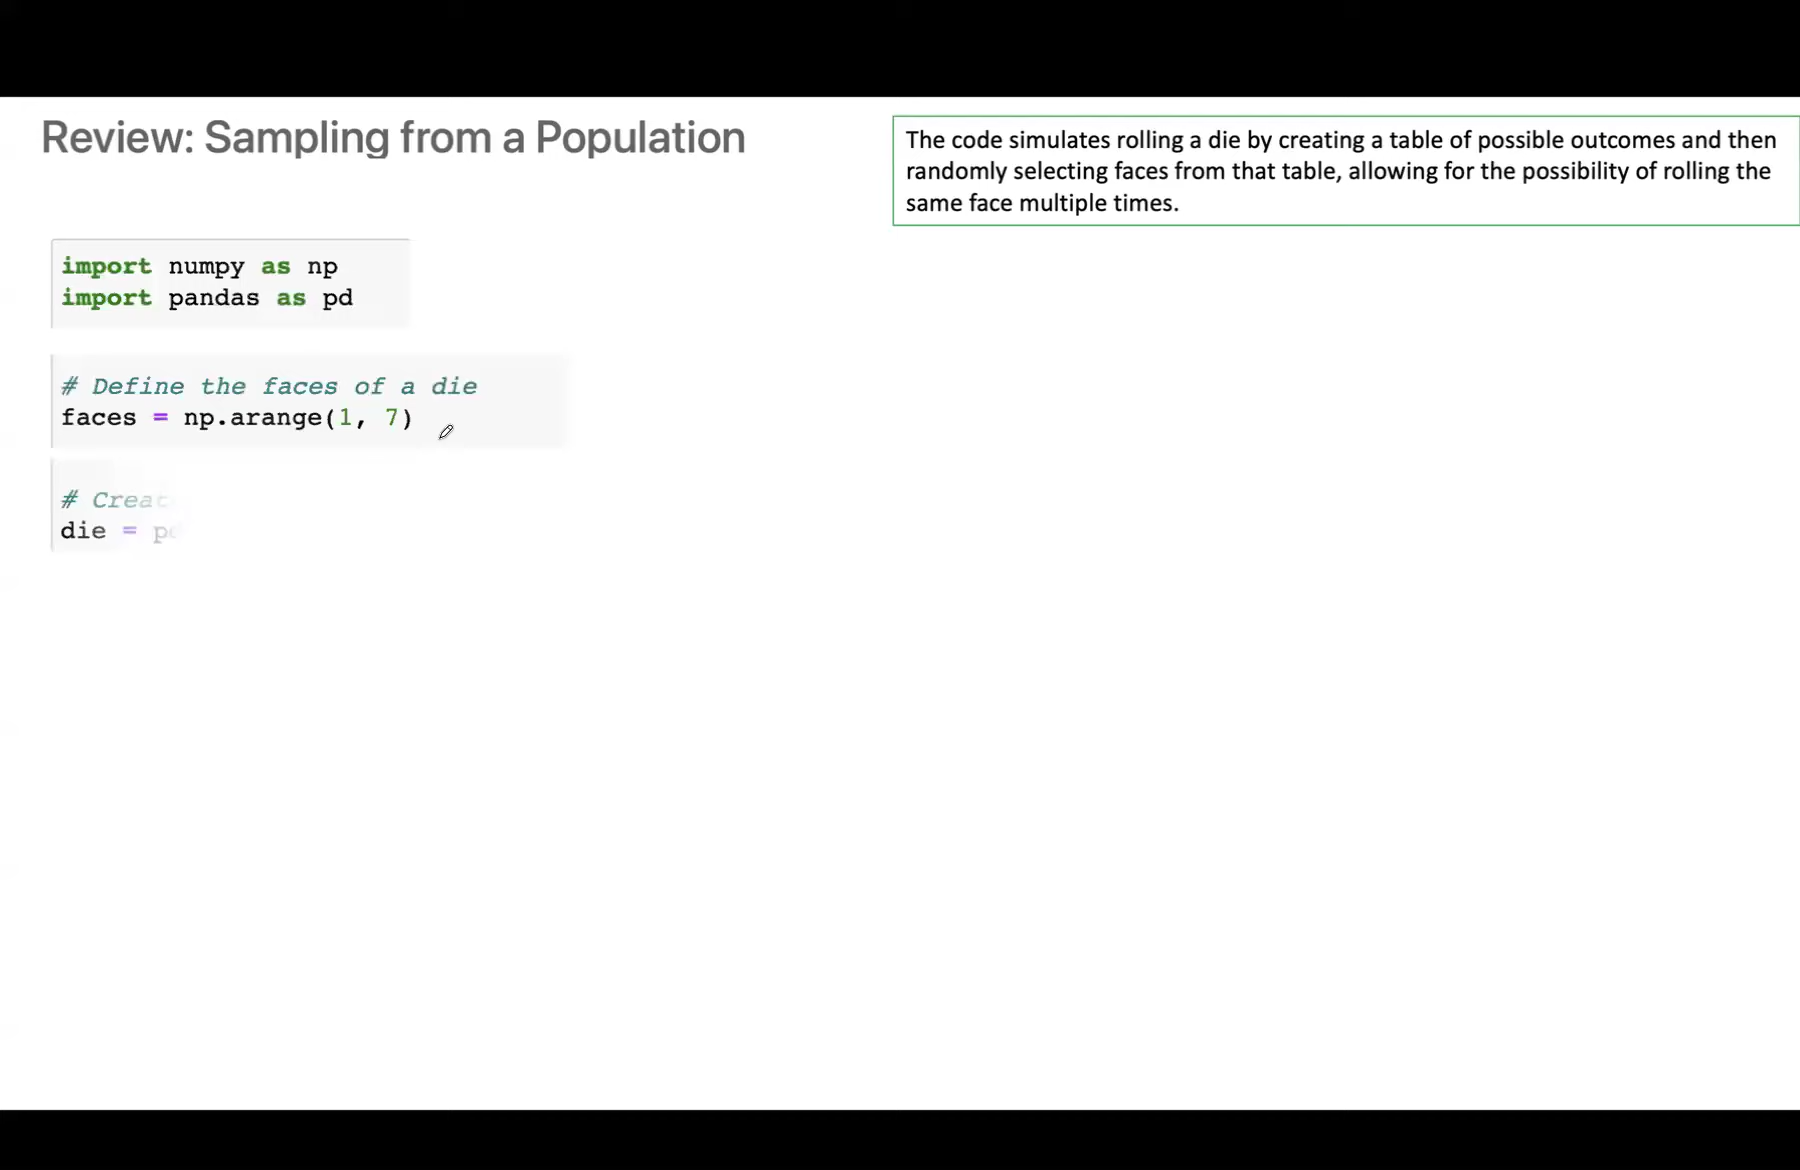 Review: Sampling from a Population
The code simulates rolling a die by creating a table of possible outcomes and then
randomly selecting faces from that table, allowing for the possibility of rolling the
same face multiple times.
import numpy as np
import pandas as pd
# Define the faces of a die
faces = np.arange(1, 7)
# Creat
die = pd